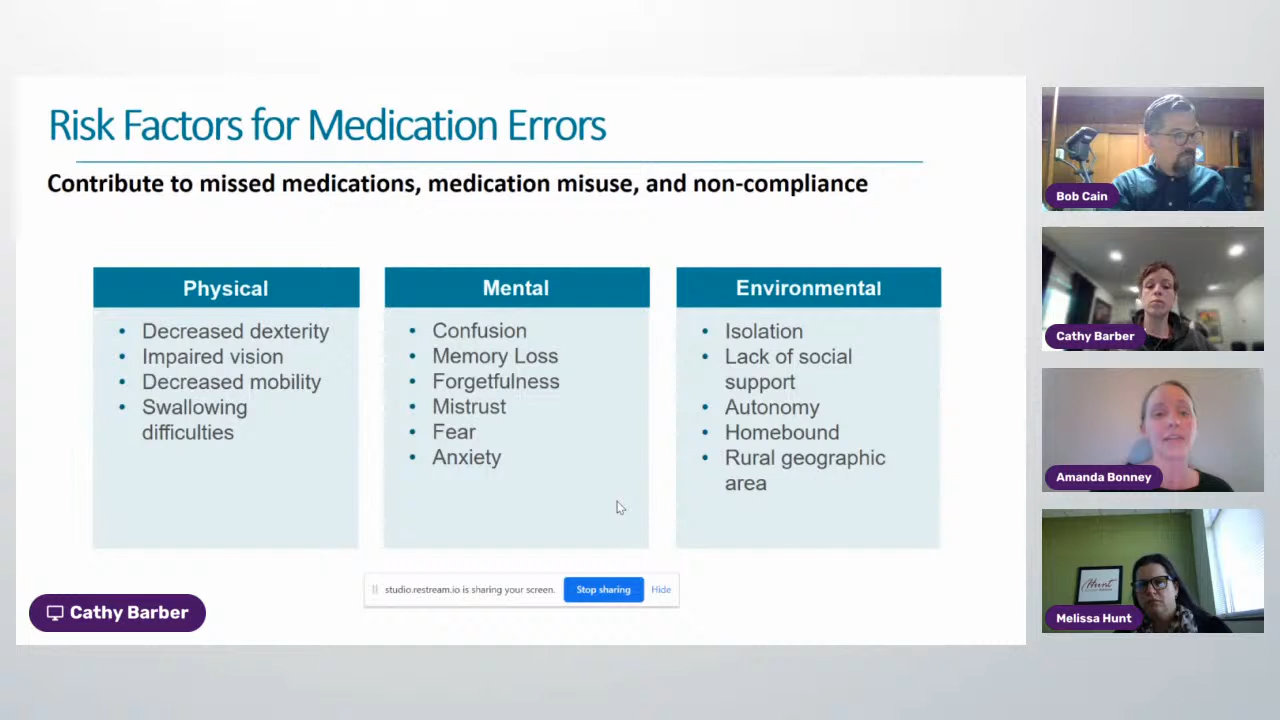 Risk Factors for Medication Errors
Contribute to missed medications, medication misuse, and non-compliance
Physical
• Decreased dexterity
• Impaired vision
• Decreased mobility
• Swallowing
difficulties
Mental
• Confusion
• Memory Loss
• Forgetfulness
• Mistrust
• Fear
• Anxiety
Environmental
• Isolation
• Lack of social
support
• Autonomy
• Homebound
• Rural geographic
area
studio.restream.io is sharing your screen.
Stop sharing
Hide
Cathy Barber
Bob Cain
Cathy Barber
Amanda Bonney
Hunt
Melissa Hunt